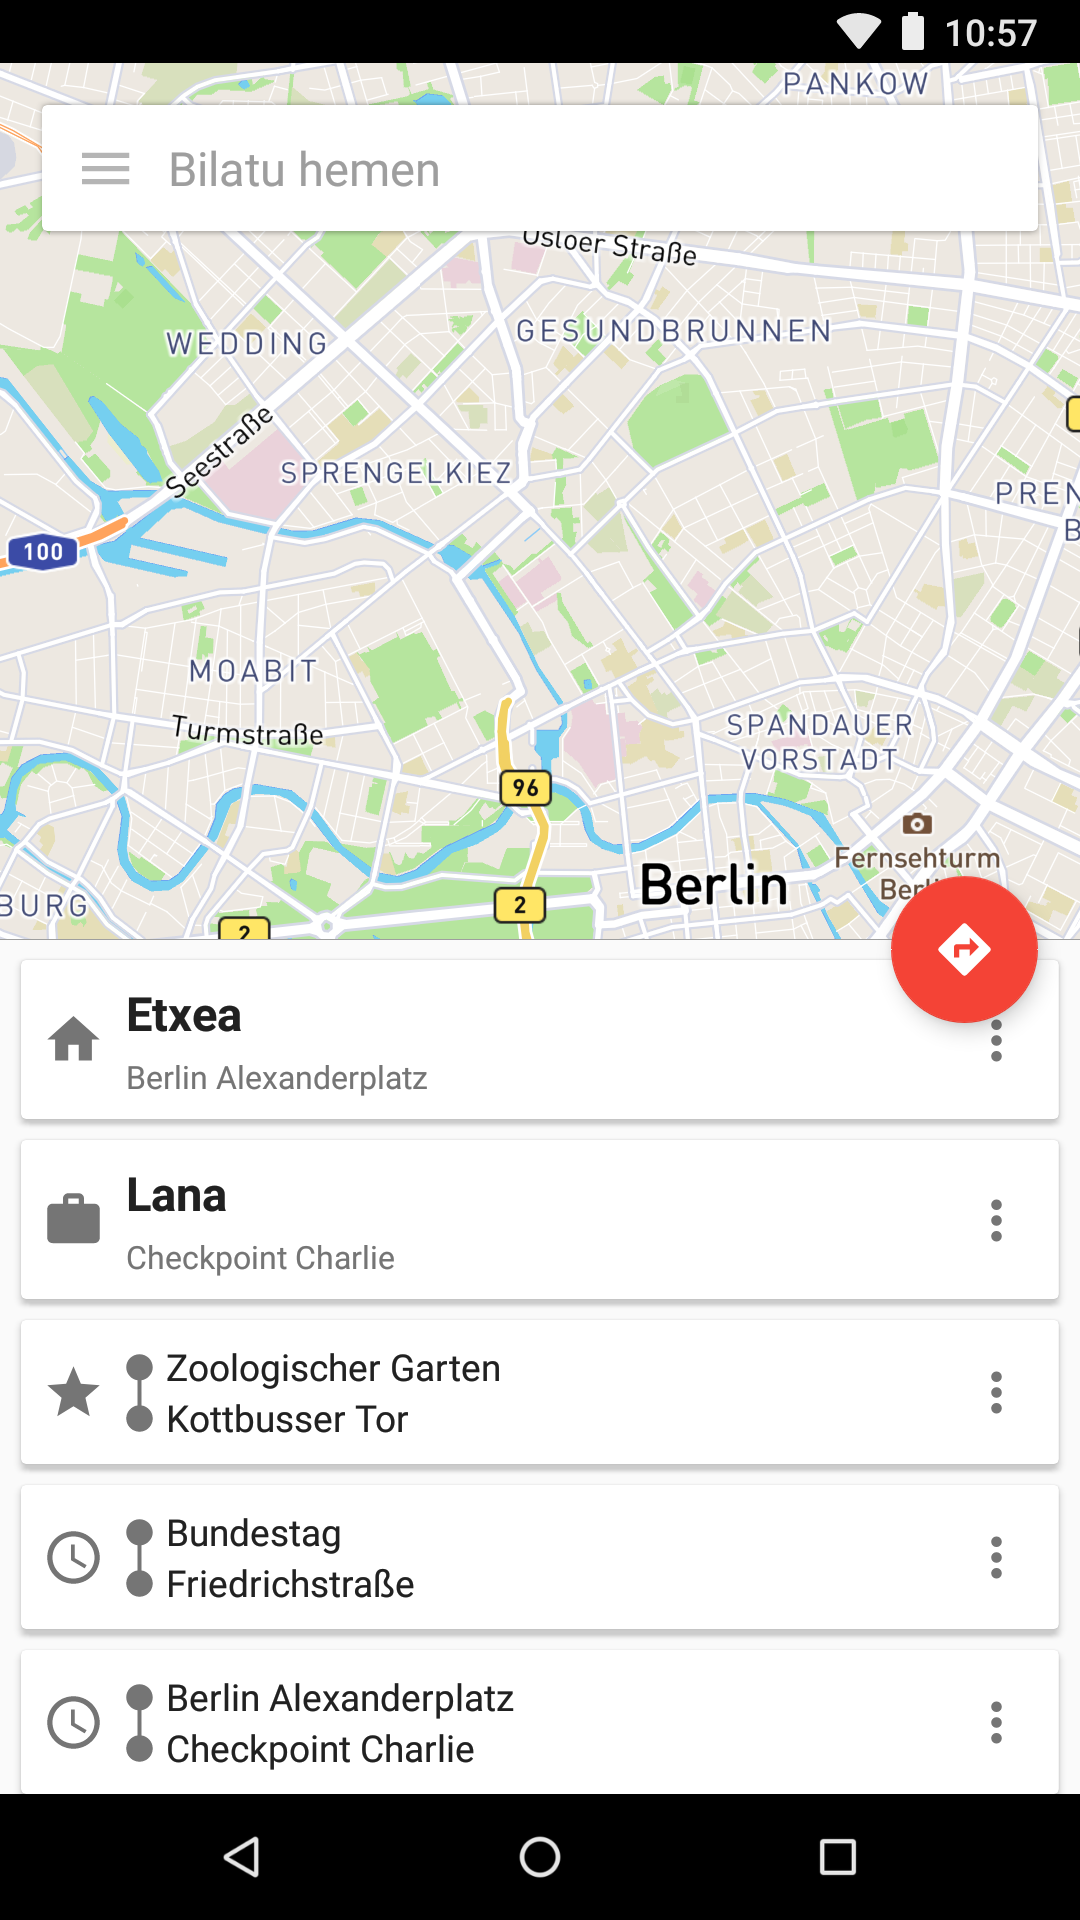 10:57
PANKOW
Bilatu hemen
Osloer Straße
WEDDING
GESUNDBRUNNEN
Seestraße
SPRENGELKIEZ
PREN
B
100
MOABIT
Turmstraße
SPANDAUER
VORSTADT
96
Fernsehturm
Berl
Berlin
BURG
2
2
Etxea
Berlin Alexanderplatz
Lana
Checkpoint Charlie
Zoologischer Garten
Kottbusser Tor
Bundestag
Friedrichstraße
Berlin Alexanderplatz
Checkpoint Charlie